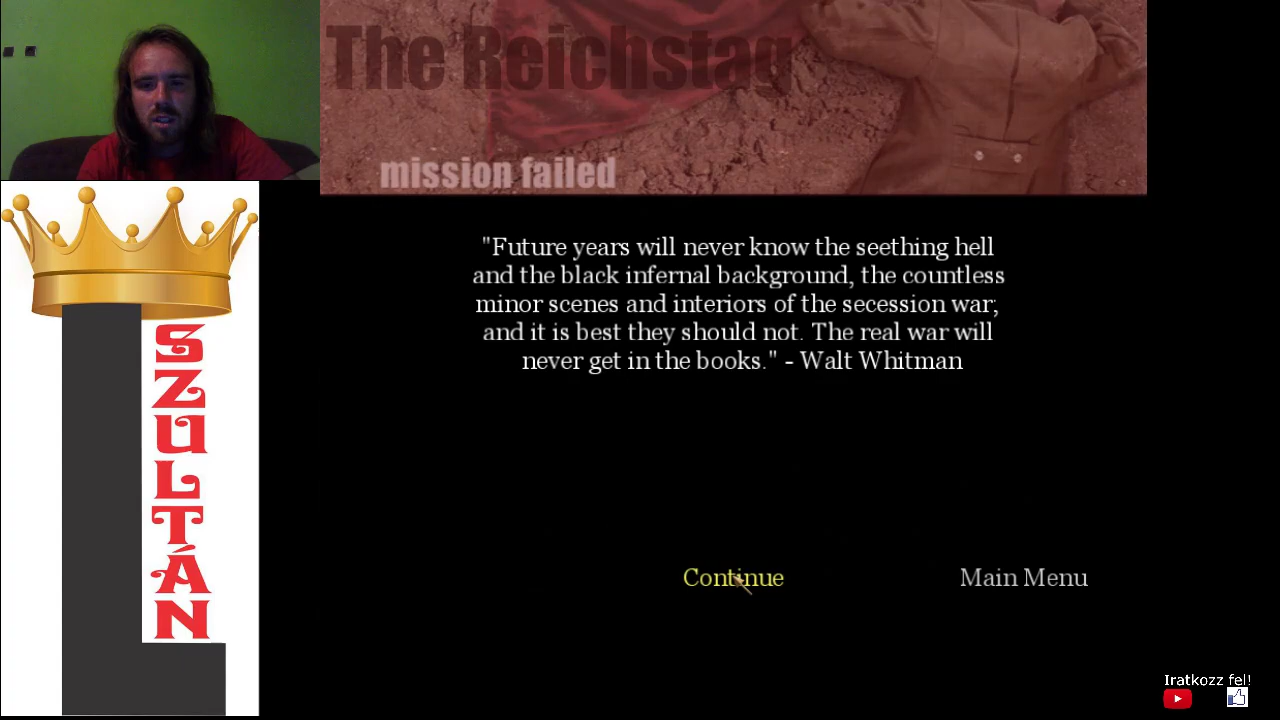 The Reichstag
mission failed
"Future years will never know the seething hell
and the black infernal background, the countless
minor scenes and interiors of the secession war;
and it is best they should not. The real war will
never get in the books." - Walt Whitman
Continue
Main Menu
L
SZULTÁN
Iratkozz fel!